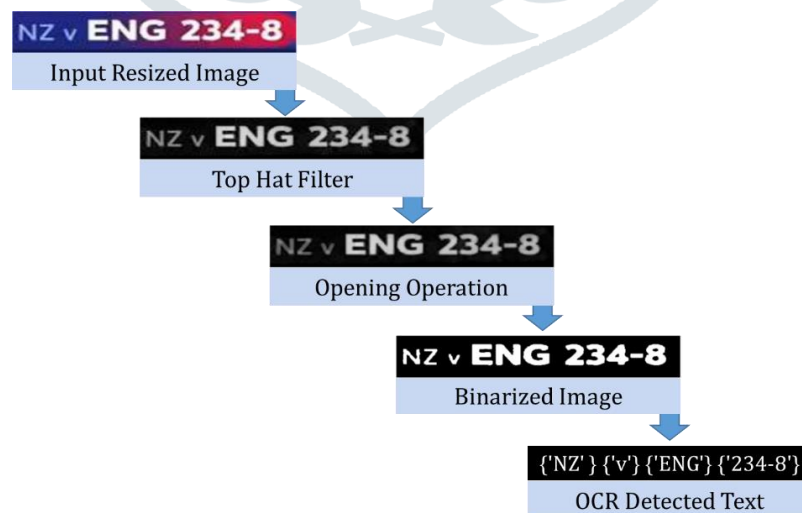 NZ v ENG 234-8
Input Resized Image
NZ v ENG 234-8
Top Hat Filter
NZ v ENG 234-8
Opening Operation
NZ v ENG 234-8
Binarized Image
{'NZ' } {'v'} {'ENG'} {'234-8'}
OCR Detected Text